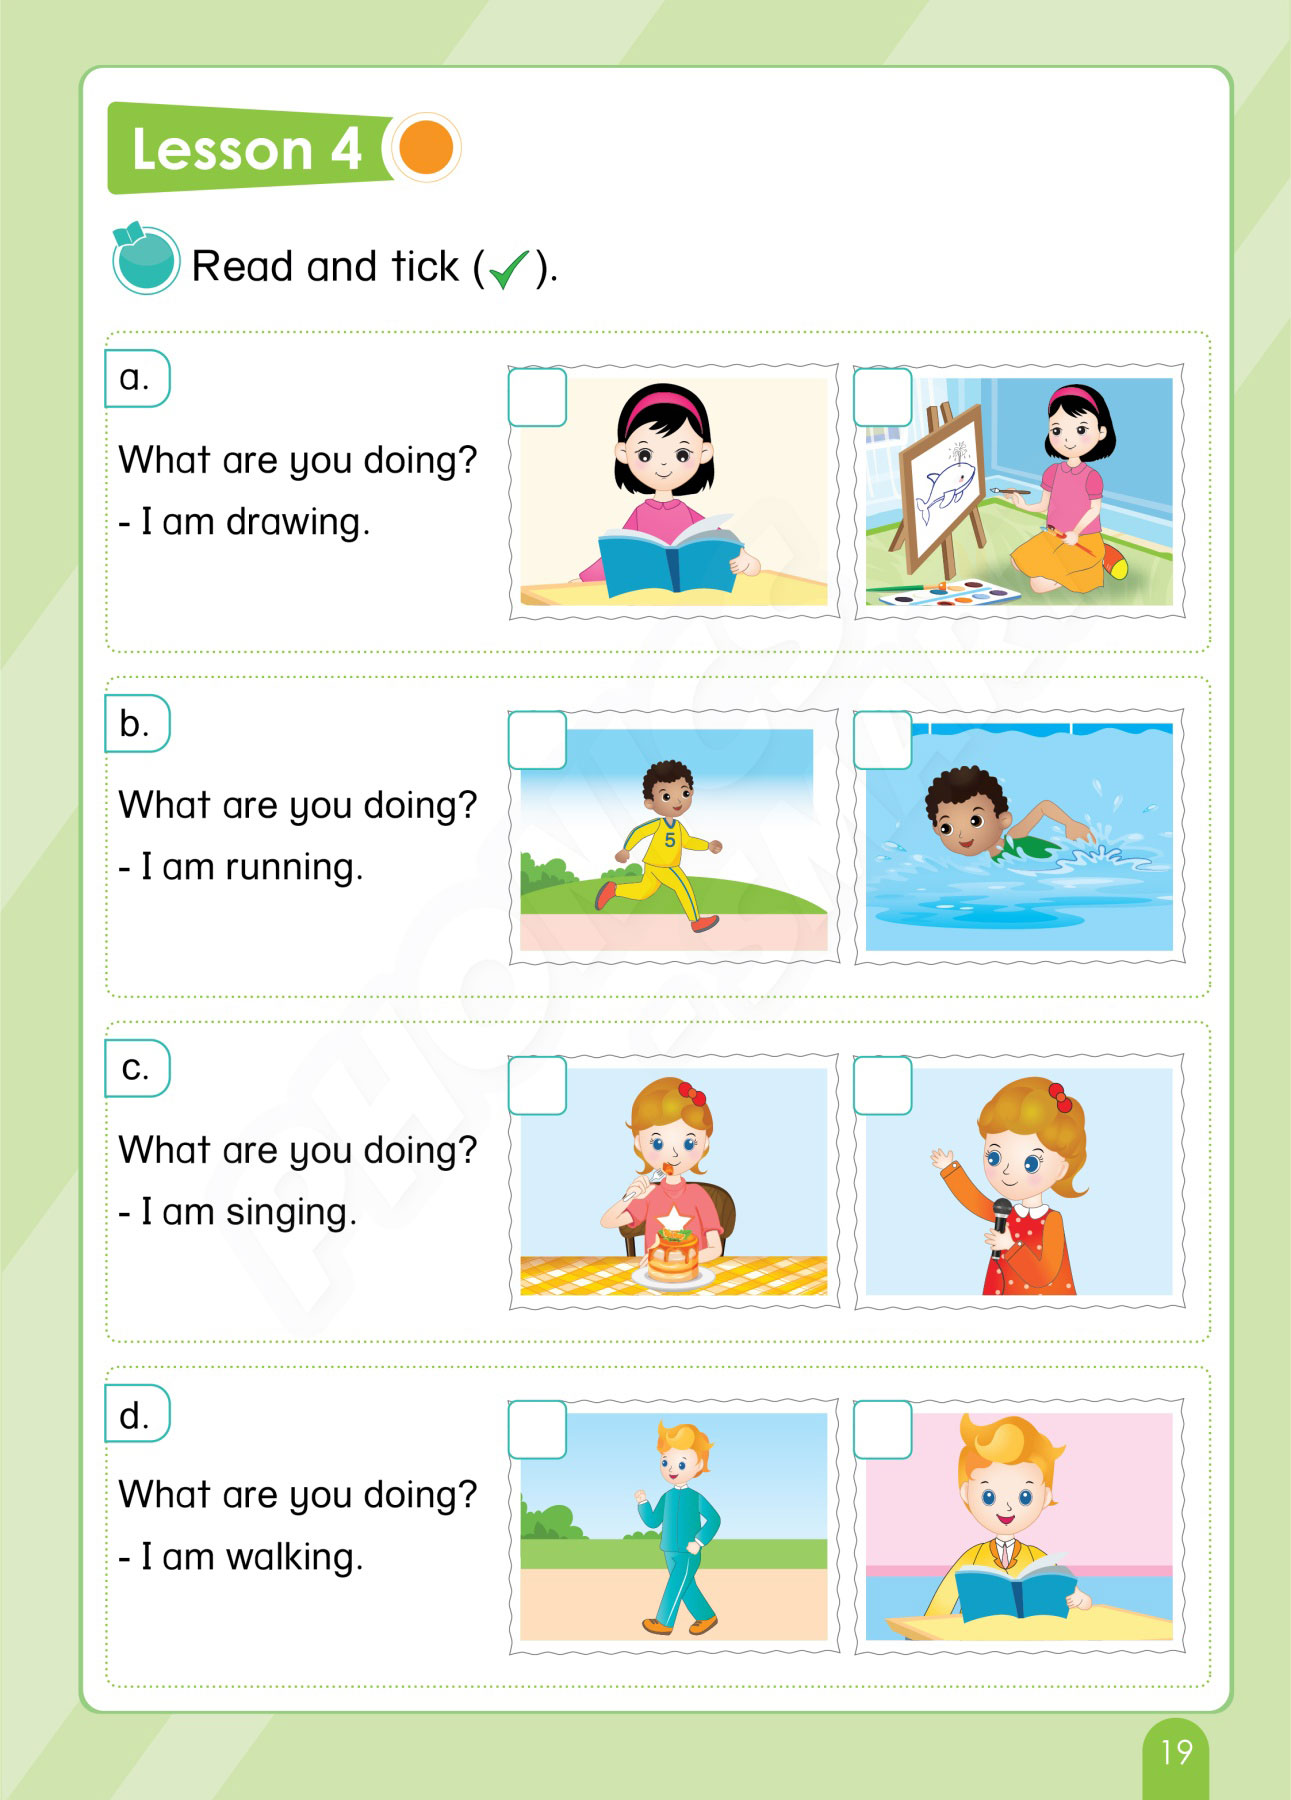 Lesson 4
Read and tick (✓).
a.
What are you doing?
- I am drawing.
b.
What are you doing?
- I am running.
5
c.
What are you doing?
- I am singing.
d.
What are you doing?
- I am walking.
19